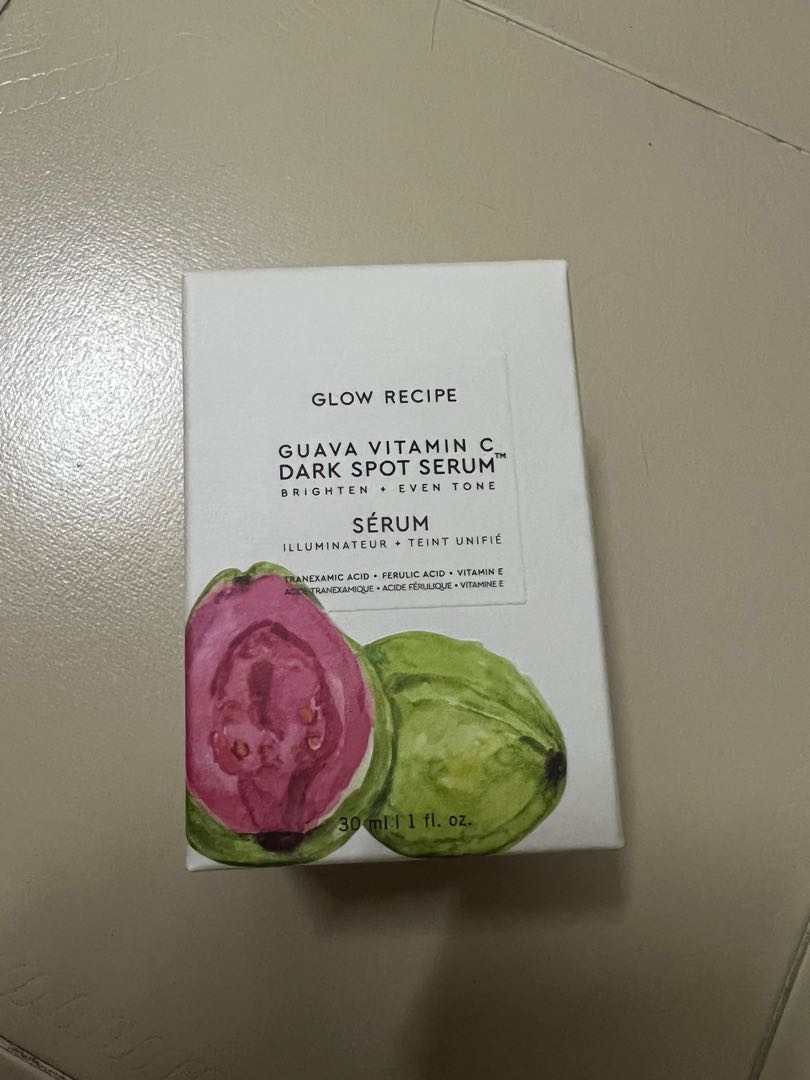 GLOW RECIPE
GUAVA VITAMIN C
DARK SPOT SERUM™
BRIGHTEN + EVEN TONE
SÉRUM
ILLUMINATEUR + TEINT UNIFIÉ
TRANEXAMIC ACID • FERULIC ACID • VITAMIN E
ACIDE TRANEXAMIQUE • ACIDE FÉRULIQUE • VITAMINE E
30 ml | 1 fl. oz.